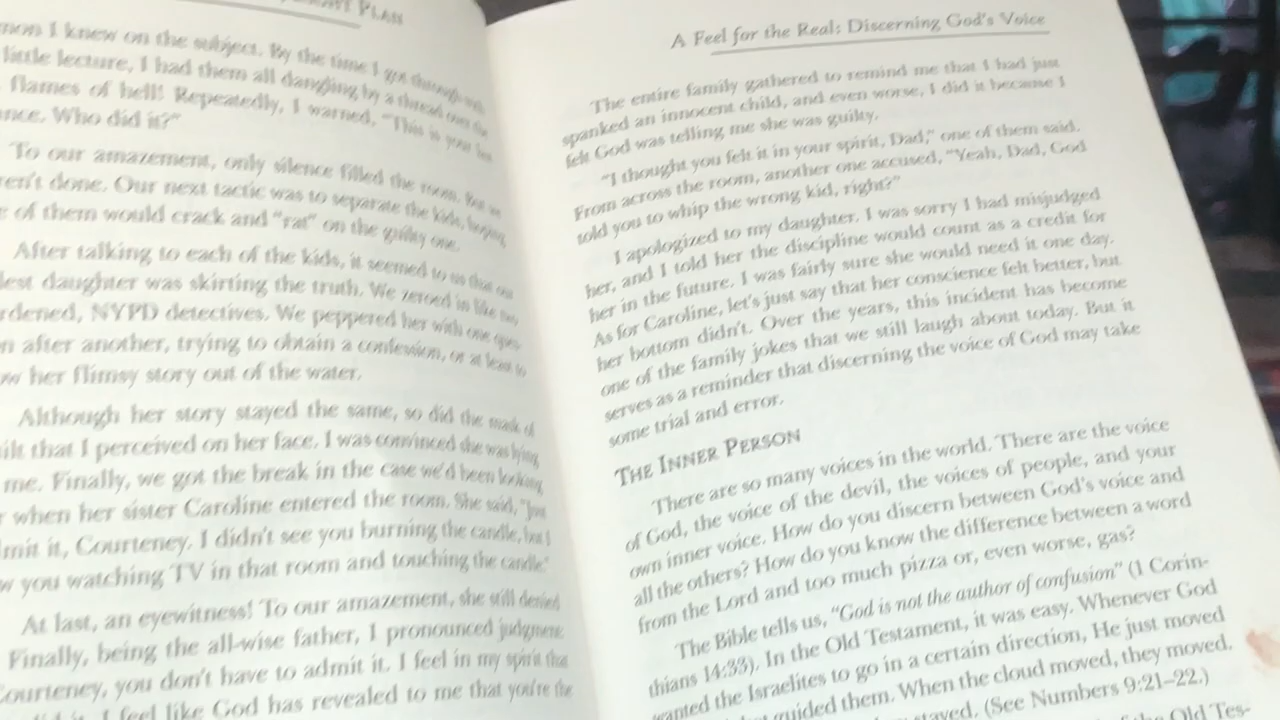 PLAN
mon I knew on the subject. By the time I got through
little lecture, I had them all dangling by a thread over the
flames of hell! Repeatedly, I warned, "This is your last
Who did it?"
To our amazement, only silence filled the room. But we
weren't done. Our next tactic was to separate the kids, hoping
of them would crack and "rat" on the guilty one.
After talking to each of the kids, it seemed to us that our
daughter was skirting the truth. We zeroed in like two
NYPD detectives. We peppered her with one
after another, trying to obtain a confession, or at least to
her flimsy story out of the water.
Although her story stayed the same, so did the mask of
that I perceived on her face. I was convinced she was lying
me. Finally, we got the break in the case we'd been looking
when her sister Caroline entered the room. She said, "Just
mit it, Courteney. I didn't see you burning the candle, but I
you watching TV in that room and touching the candle."
At last, an eyewitness! To our amazement, she still denied
Finally, being the all-wise father, I pronounced judgment.
Courteney, you don't have to admit it. I feel in my spirit that
I feel like God has revealed to me that you're the
A Feel for the Real: Discerning God's Voice
The entire family gathered to remind me that I had just
spanked an innocent child, and even worse, I did it because I
felt God was telling me she was guilty.
"I thought you felt it in your spirit, Dad," one of them said.
From across the room, another one accused, "Yeah, Dad, God
told you to whip the wrong kid, right?"
I apologized to my daughter. I was sorry I had misjudged
her, and I told her the discipline would count as a credit for
her in the future. I was fairly sure she would need it one day.
As for Caroline, let's just say that her conscience felt better, but
her bottom didn't. Over the years, this incident has become
one of the family jokes that we still laugh about today. But it
serves as a reminder that discerning the voice of God may take
some trial and error.
THE INNER PERSON
There are so many voices in the world. There are the voice
of God, the voice of the devil, the voices of people, and your
own inner voice. How do you discern between God's voice and
all the others? How do you know the difference between a word
from the Lord and too much pizza or, even worse, gas?
The Bible tells us, "God is not the author of confusion" (1 Corin-
thians 14:33). In the Old Testament, it was easy. Whenever God
wanted the Israelites to go in a certain direction, He just moved
guided them. When the cloud moved, they moved.
stayed. (See Numbers 9:21–22.)
of the Old Tes-